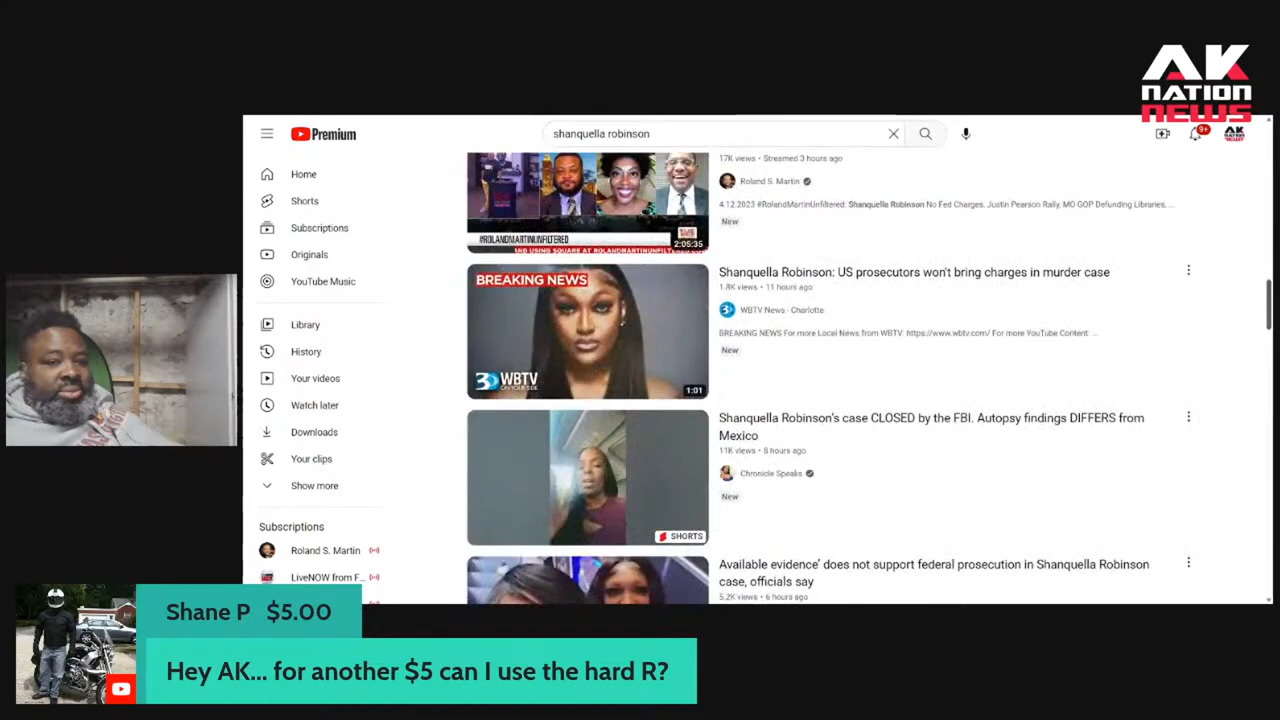 AK
NATION
NEWS
Premium
shanquella robinson
9+
AK
Home
Shorts
Subscriptions
Originals
YouTube Music
Library
History
Your videos
Watch later
Downloads
Your clips
Show more
Subscriptions
Roland S. Martin
LiveNOW from F...
#ROLANDMARTINUNFILTERED
2:05:35
17K views • Streamed 3 hours ago
Roland S. Martin
4.12.2023 #RolandMartinUnfiltered: Shanquella Robinson No Fed Charges, Justin Pearson Rally, MO GOP Defunding Libraries, ...
New
BREAKING NEWS
3 WBTV
ON YOUR SIDE
1:01
Shanquella Robinson: US prosecutors won't bring charges in murder case
1.8K views • 11 hours ago
WBTV News - Charlotte
BREAKING NEWS For more Local News from WBTV: https://www.wbtv.com/ For more YouTube Content: ...
New
SHORTS
Shanquella Robinson's case CLOSED by the FBI. Autopsy findings DIFFERS from
Mexico
11K views • 8 hours ago
Chronicle Speaks
New
Available evidence' does not support federal prosecution in Shanquella Robinson
case, officials say
5.2K views • 6 hours ago
Shane P $5.00
Hey AK... for another $5 can I use the hard R?